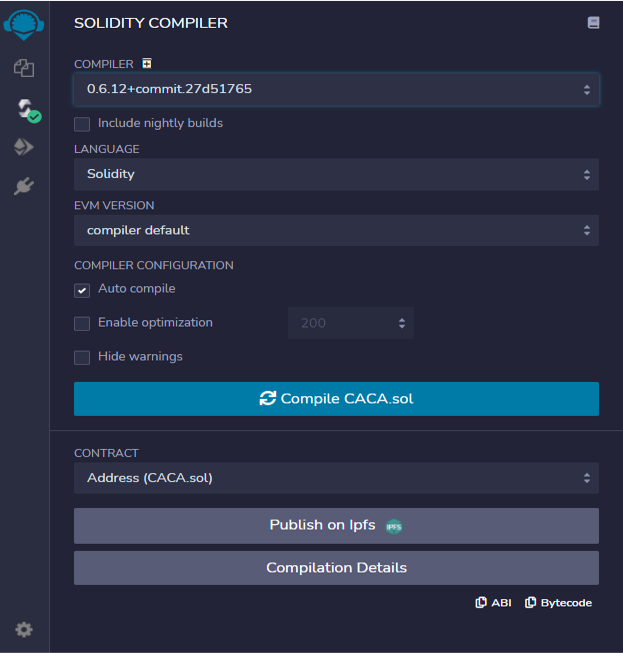 SOLIDITY COMPILER
COMPILER
0.6.12+commit.27d51765
Include nightly builds
LANGUAGE
Solidity
EVM VERSION
compiler default
COMPILER CONFIGURATION
Auto compile
Enable optimization 200
Hide warnings
Compile CACA.sol
CONTRACT
Address (CACA.sol)
Publish on Ipfs IPFS
Compilation Details
ABI Bytecode